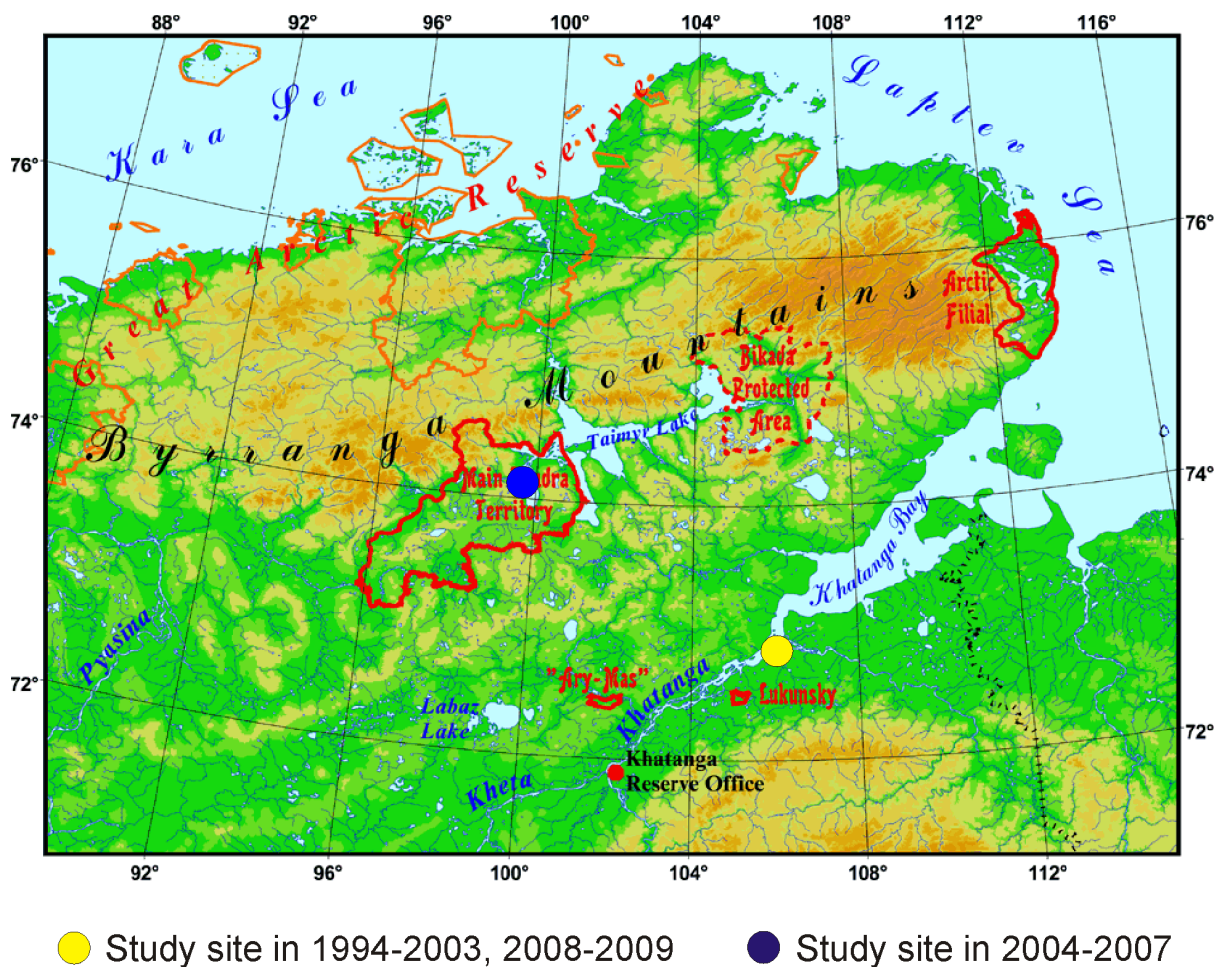 88° 92° 96° 100° 104° 108° 112° 116°
Kara Sea
Laptev Sea
76°
76°
Great Arctic Reserve
Arctic
Filial
Byrranga Mountains
Bikada
Protected
Area
Taimyr Lake
74°
74°
Main Tundra
Territory
Khatanga Bay
Pyasina
72°
72°
"Ary-Mas"
Lukunsky
Khatanga
Labaz
Lake
Kheta
Khatanga
Reserve Office
92° 96° 100° 104° 108° 112°
Study site in 1994-2003, 2008-2009
Study site in 2004-2007